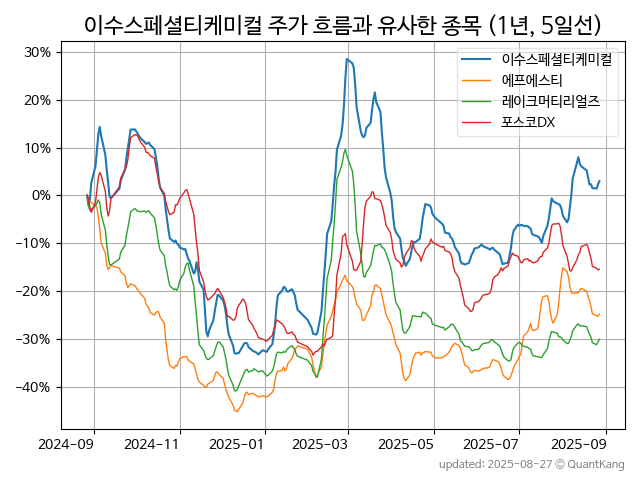 이수스페셜티케미컬 주가 흐름과 유사한 종목 (1년, 5일선)
이수스페셜티케미컬
에프에스티
레이크머티리얼즈
포스코DX
30%
20%
10%
0%
−10%
−20%
−30%
−40%
2024-09
2024-11
2025-01
2025-03
2025-05
2025-07
2025-09
updated: 2025-08-27 © QuantKang